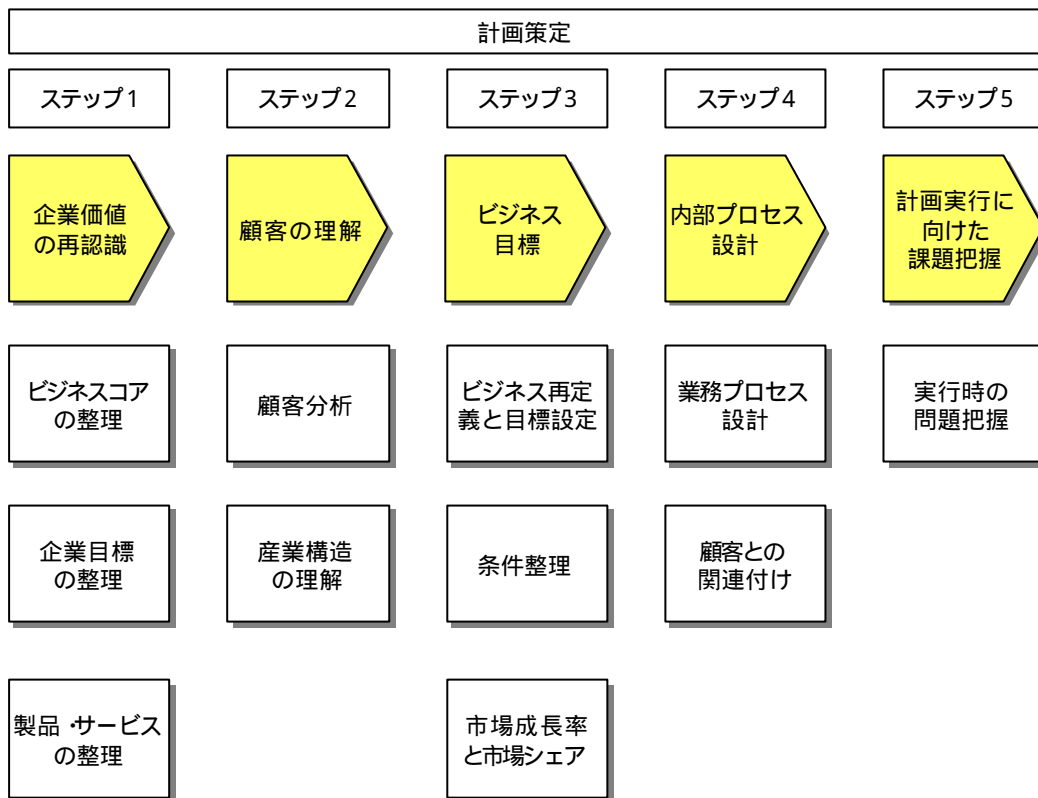 計画策定
ステップ1
ステップ2
ステップ3
ステップ4
ステップ5
企業価値
の再認識
顧客の理解
ビジネス
目標
内部プロセス
設計
計画実行に
向けた
課題把握
ビジネスコア
の整理
顧客分析
ビジネス再定
義と目標設定
業務プロセス
設計
実行時の
問題把握
企業目標
の整理
産業構造
の理解
条件整理
顧客との
関連付け
製品・サービス
の整理
市場成長率
と市場シェア